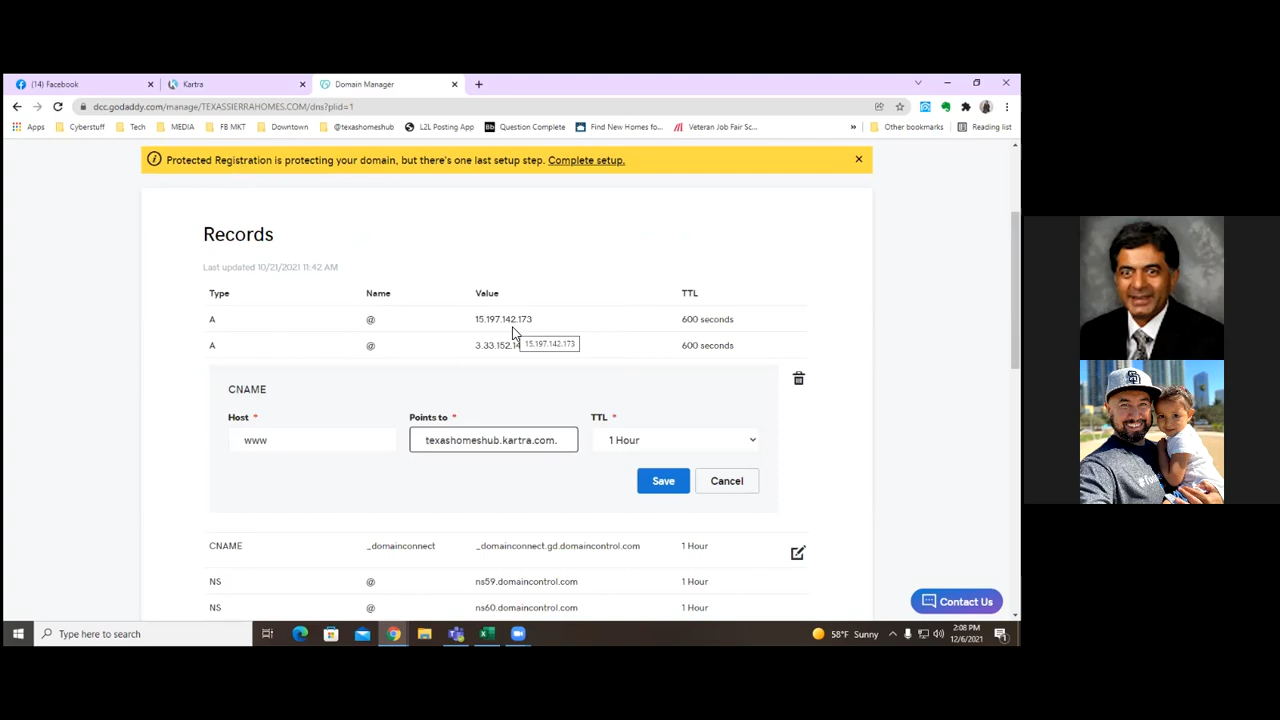 (14) Facebook
Kartra
Domain Manager
dcc.godaddy.com/manage/TEXASSIERRAHOMES.COM/dns?plid=1
Apps Cyberstuff Tech MEDIA FB MKT Downtown @texashomeshub L2L Posting App Bb Question Complete Find New Homes fo... Veteran Job Fair Sc... » Other bookmarks Reading list
Protected Registration is protecting your domain, but there's one last setup step. Complete setup.
Records
Last updated 10/21/2021 11:42 AM
Type Name Value TTL
A @ 15.197.142.173 600 seconds
A @ 3.33.152.14 600 seconds
15.197.142.173
CNAME
Host * Points to * TTL *
www texashomeshub.kartra.com. 1 Hour
Save Cancel
CNAME _domainconnect _domainconnect.gd.domaincontrol.com 1 Hour
NS @ ns59.domaincontrol.com 1 Hour
NS @ ns60.domaincontrol.com 1 Hour
Contact Us
Type here to search
58°F Sunny
2:08 PM
12/6/2021